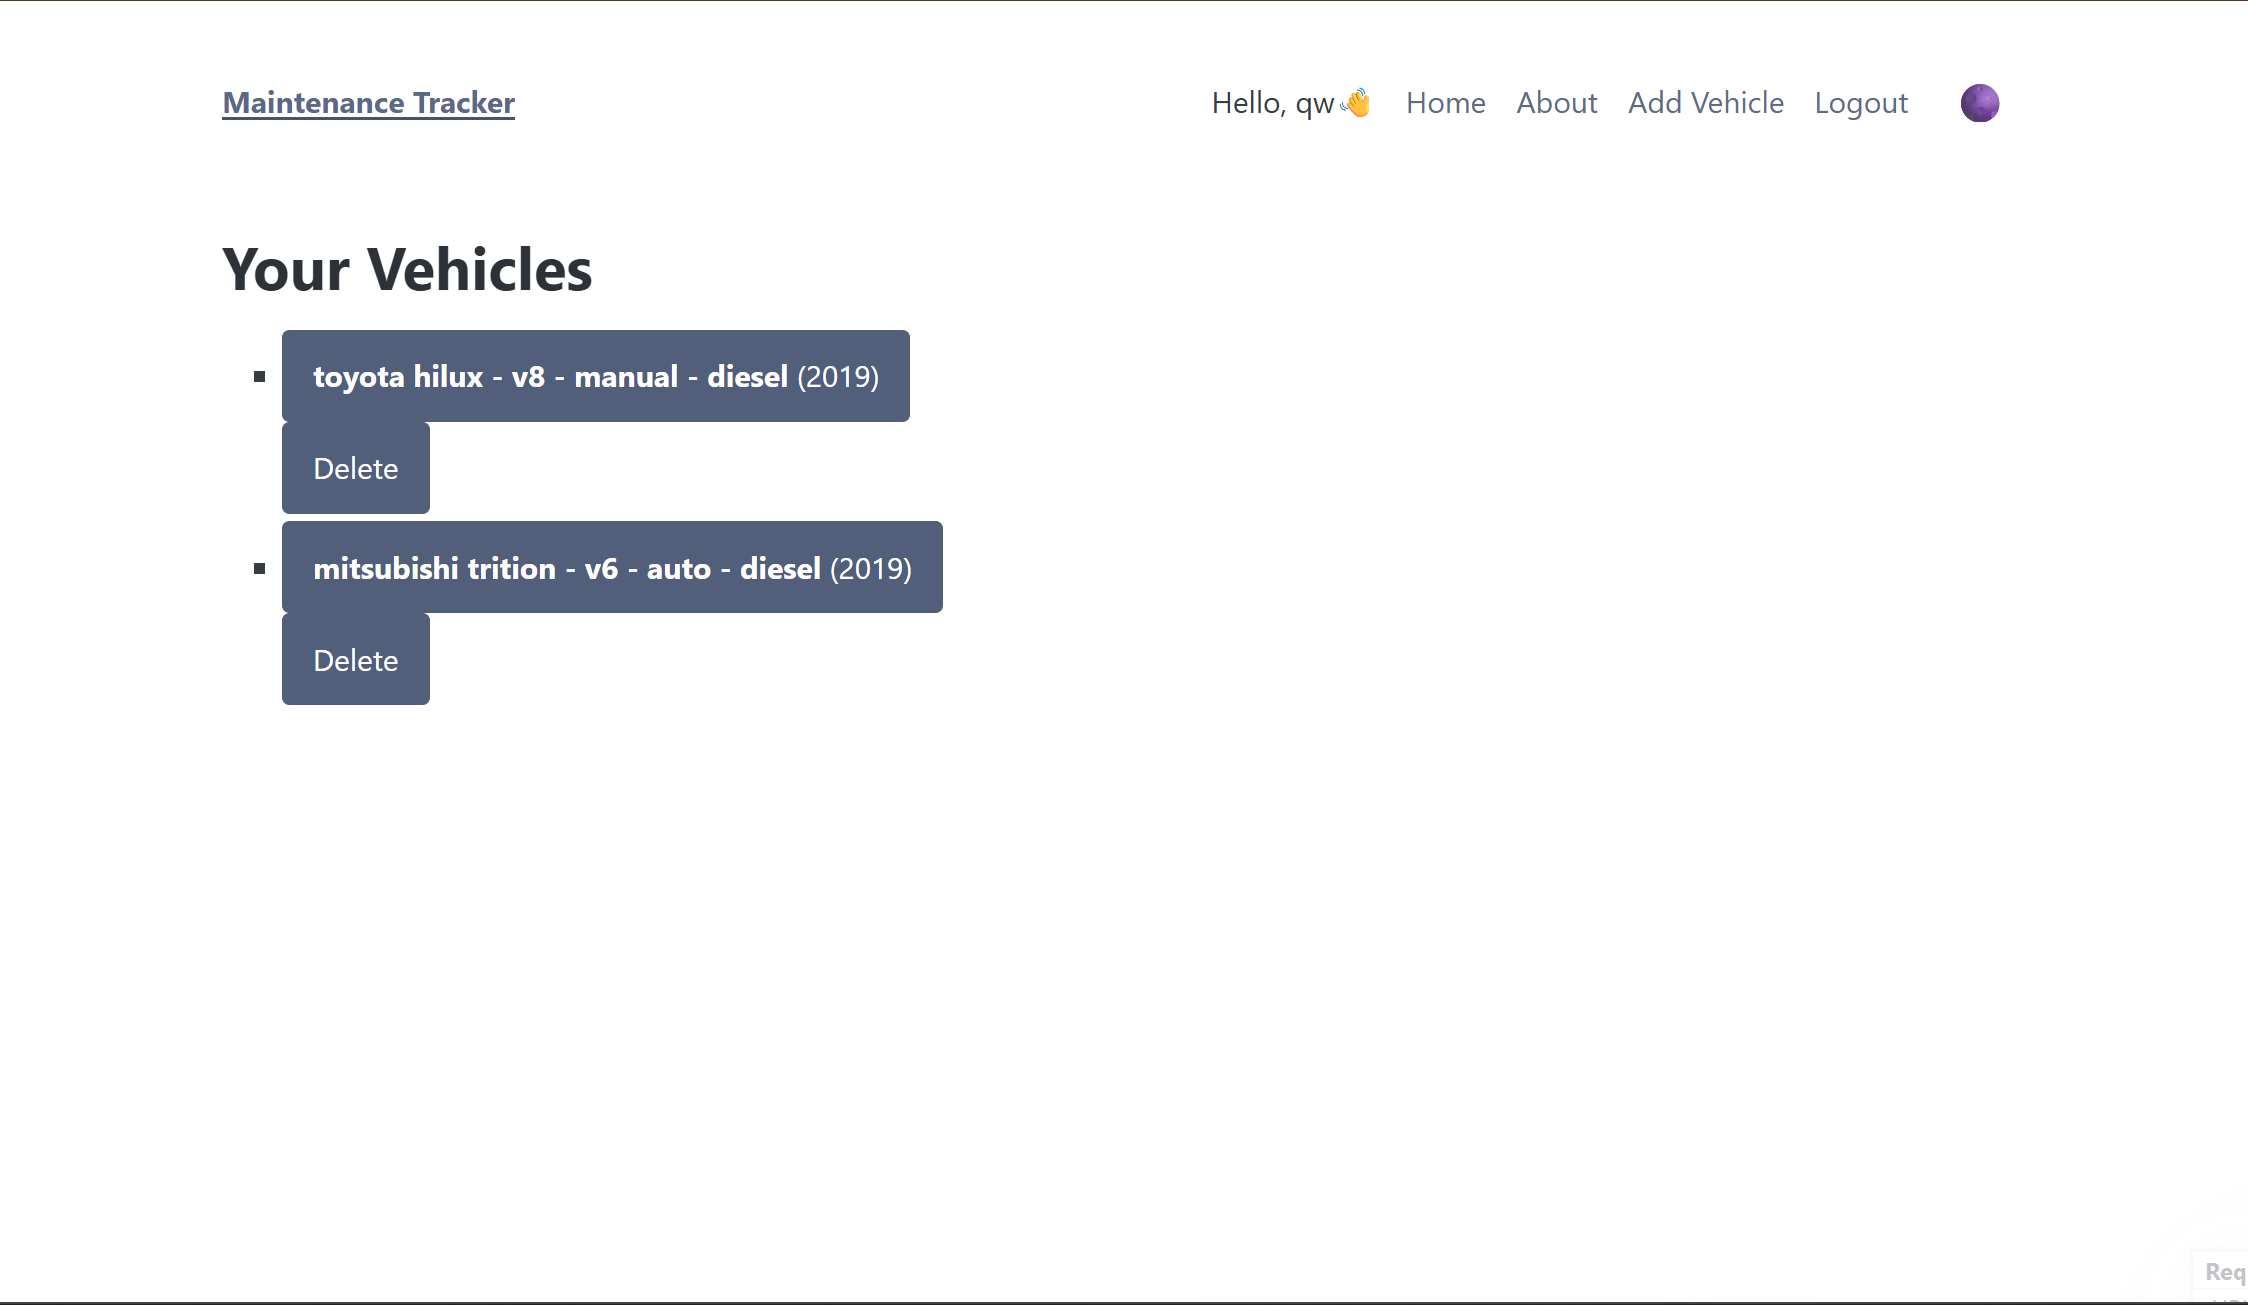 Maintenance Tracker
Hello, qw👋 Home About Add Vehicle Logout
Your Vehicles
toyota hilux - v8 - manual - diesel (2019)
Delete
mitsubishi trition - v6 - auto - diesel (2019)
Delete
Req